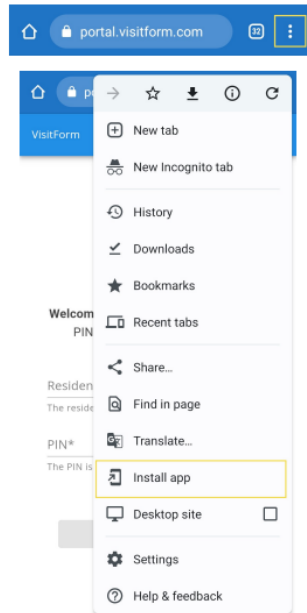 portal.visitform.com
32
p
VisitForm
New tab
New Incognito tab
History
Downloads
Bookmarks
Welcom
Recent tabs
PIN
Share...
Residen
Find in page
The reside
Translate...
PIN*
The PIN is
Install app
Desktop site
Settings
Help & feedback